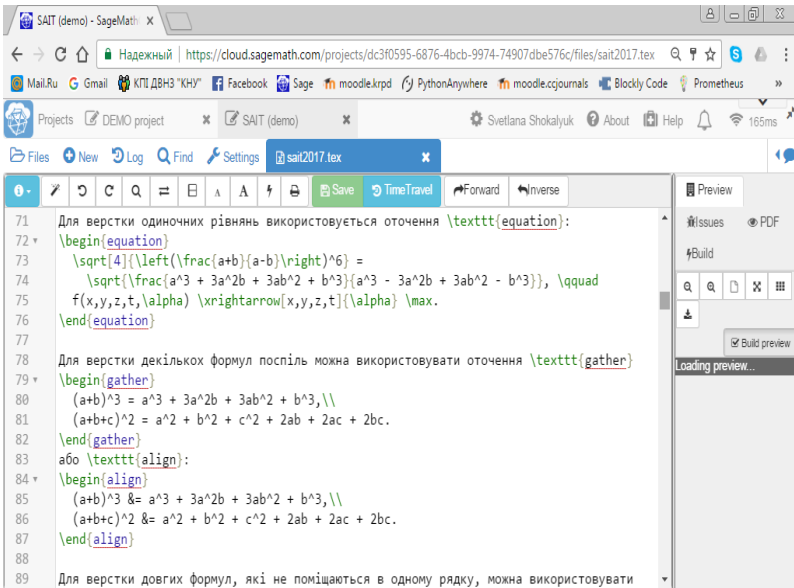 SAIT (demo) - SageMath
Надежный | https://cloud.sagemath.com/projects/dc3f0595-6876-4bcb-9974-74907dbe576c/files/sait2017.tex
Mail.Ru Gmail КПІ ДВНЗ "КНУ" Facebook Sage moodle.krpd PythonAnywhere moodle.ccjournals Blockly Code Prometheus »
Projects DEMO project SAIT (demo) Svetlana Shokalyuk About Help 165ms
Files New Log Find Settings sait2017.tex
A A Save TimeTravel Forward Inverse Preview
Issues PDF
Build
Build preview
Loading preview...
71 Для верстки одиночних рівнянь використовується оточення \texttt{equation}:
72 \begin{equation}
73 \sqrt[4]{\left(\frac{a+b}{a-b}\right)^6} =
74 \sqrt{\frac{a^3 + 3a^2b + 3ab^2 + b^3}{a^3 - 3a^2b + 3ab^2 - b^3}}, \qquad
75 f(x,y,z,t,\alpha) \xrightarrow[x,y,z,t]{\alpha} \max.
76 \end{equation}
77
78 Для верстки декількох формул поспіль можна використовувати оточення \texttt{gather}
79 \begin{gather}
80 (a+b)^3 = a^3 + 3a^2b + 3ab^2 + b^3,\\
81 (a+b+c)^2 = a^2 + b^2 + c^2 + 2ab + 2ac + 2bc.
82 \end{gather}
83 або \texttt{align}:
84 \begin{align}
85 (a+b)^3 &= a^3 + 3a^2b + 3ab^2 + b^3,\\
86 (a+b+c)^2 &= a^2 + b^2 + c^2 + 2ab + 2ac + 2bc.
87 \end{align}
88
89 Для верстки довгих формул, які не поміщаються в одному рядку, можна використовувати